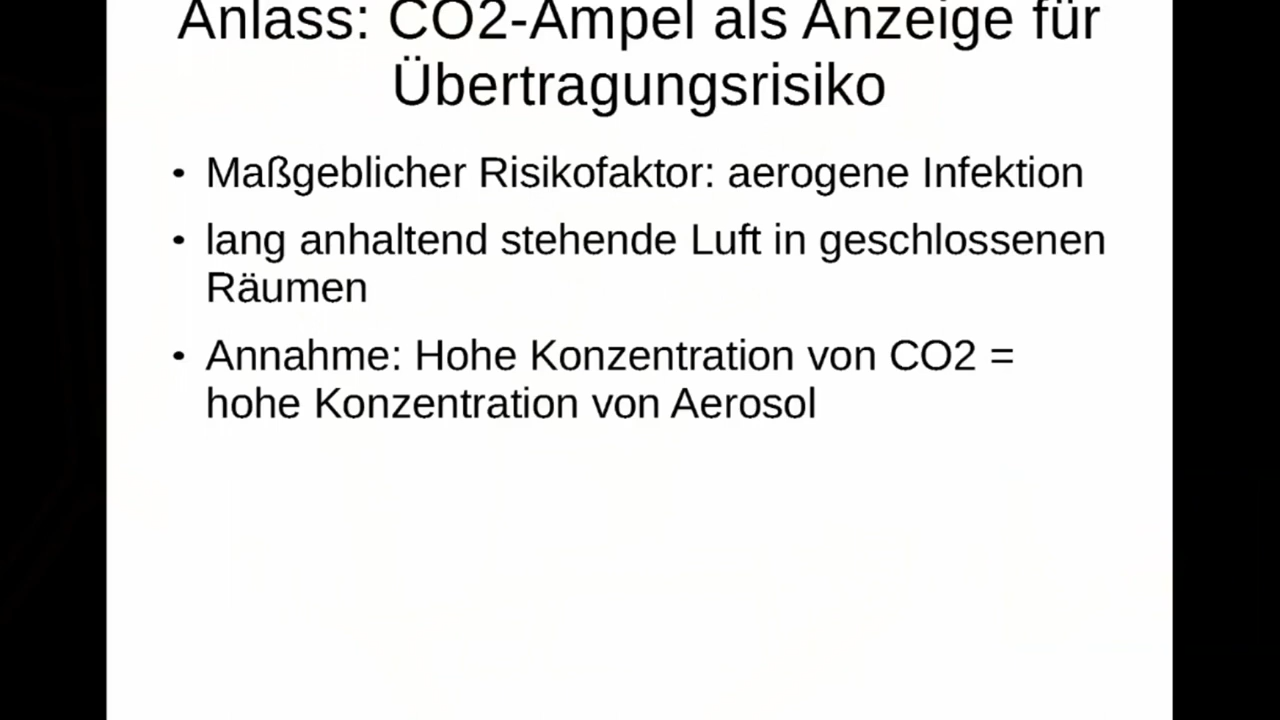 Anlass: CO2-Ampel als Anzeige für
Übertragungsrisiko
• Maßgeblicher Risikofaktor: aerogene Infektion
• lang anhaltend stehende Luft in geschlossenen
Räumen
• Annahme: Hohe Konzentration von CO2 =
hohe Konzentration von Aerosol